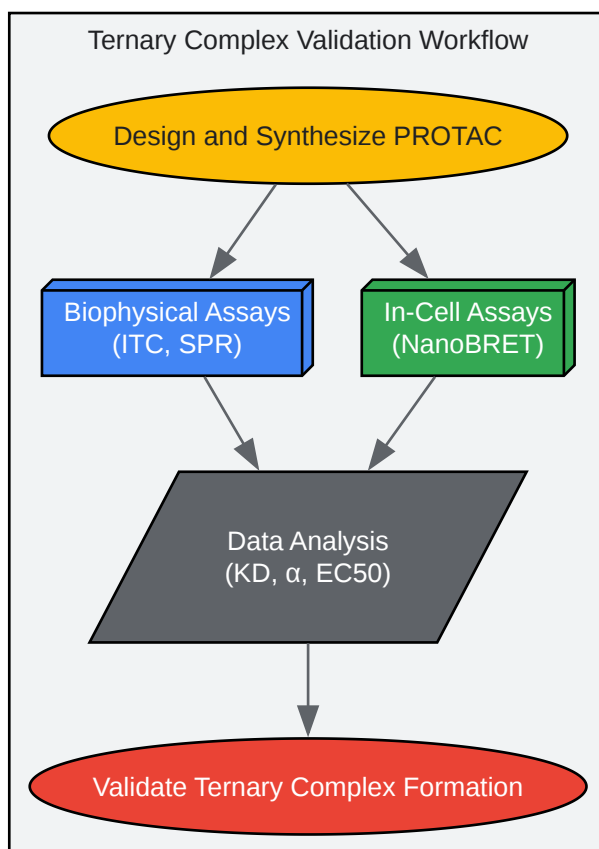 Ternary Complex Validation Workflow
Design and Synthesize PROTAC
Biophysical Assays
(ITC, SPR)
In-Cell Assays
(NanoBRET)
Data Analysis
(KD, α, EC50)
Validate Ternary Complex Formation